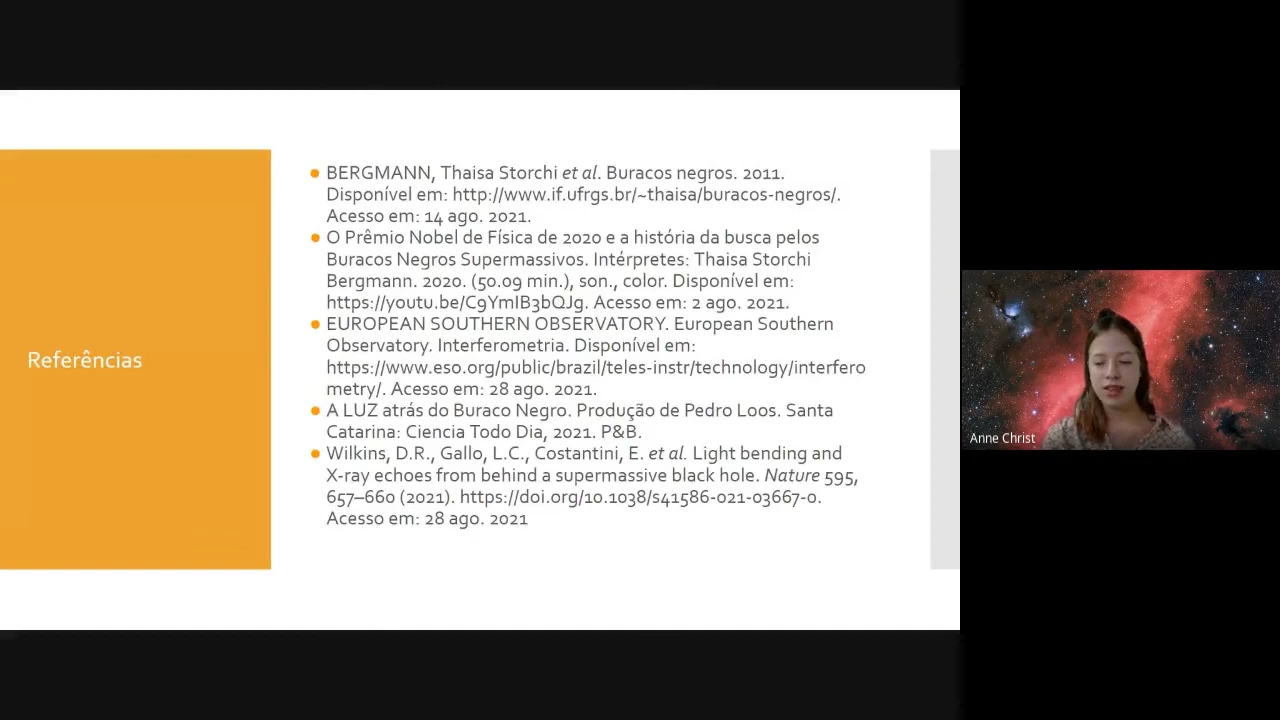 Referências
BERGMANN, Thaisa Storchi et al. Buracos negros. 2011.
Disponível em: http://www.if.ufrgs.br/~thaisa/buracos-negros/.
Acesso em: 14 ago. 2021.
O Prêmio Nobel de Física de 2020 e a história da busca pelos
Buracos Negros Supermassivos. Intérpretes: Thaisa Storchi
Bergmann. 2020. (50.09 min.), son., color. Disponível em:
https://youtu.be/C9YmIB3bQJg. Acesso em: 2 ago. 2021.
EUROPEAN SOUTHERN OBSERVATORY. European Southern
Observatory. Interferometria. Disponível em:
https://www.eso.org/public/brazil/teles-instr/technology/interfero
metry/. Acesso em: 28 ago. 2021.
A LUZ atrás do Buraco Negro. Produção de Pedro Loos. Santa
Catarina: Ciencia Todo Dia, 2021. P&B.
Wilkins, D.R., Gallo, L.C., Costantini, E. et al. Light bending and
X-ray echoes from behind a supermassive black hole. Nature 595,
657–660 (2021). https://doi.org/10.1038/s41586-021-03667-0.
Acesso em: 28 ago. 2021
Anne Christ